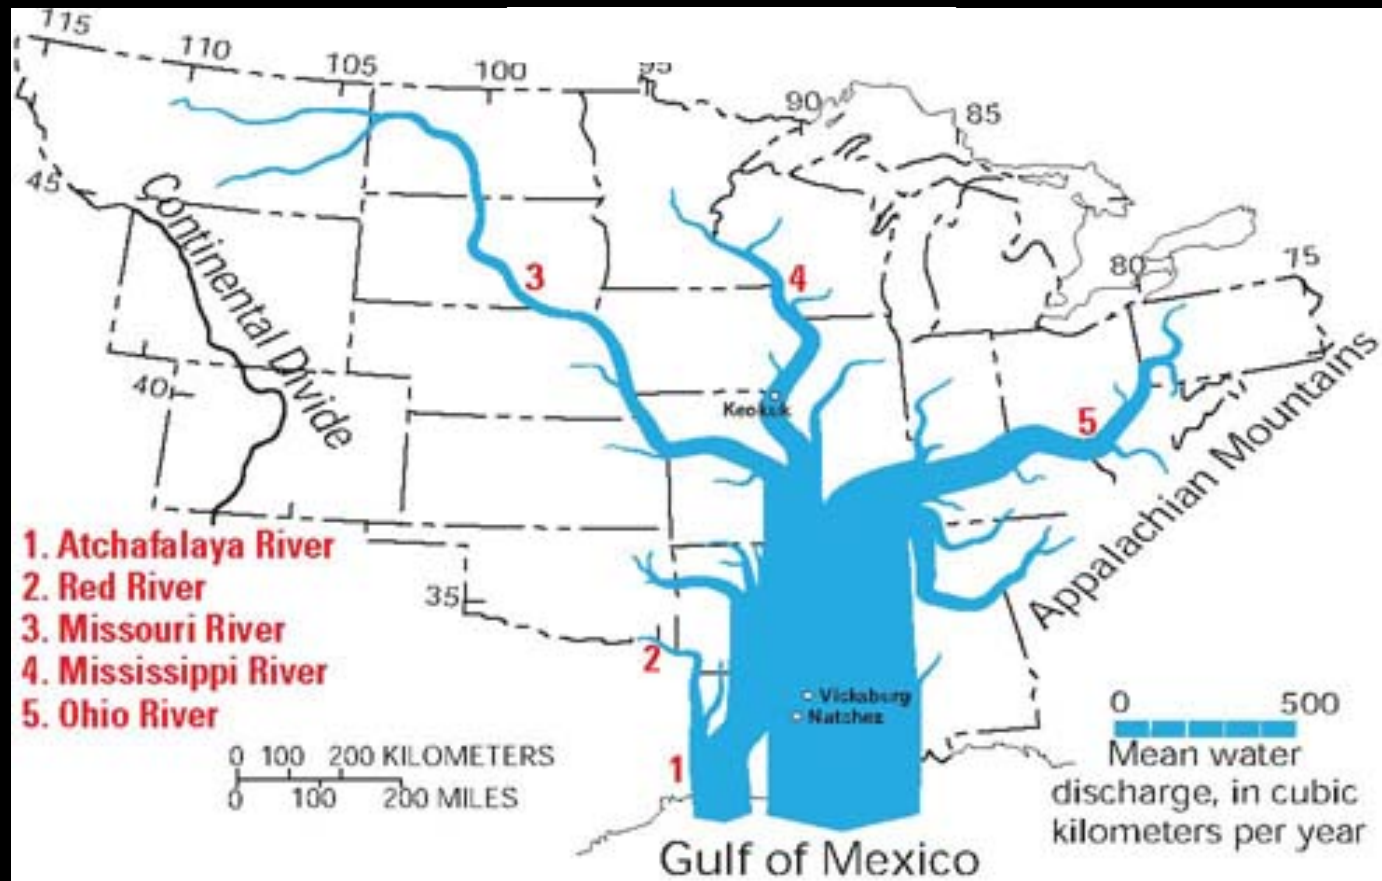 115
110
105
100
95
90
85
45
Continental Divide
80
75
40
3
4
Keokuk
5
Appalachian Mountains
1. Atchafalaya River
2. Red River
3. Missouri River
4. Mississippi River
5. Ohio River
35
2
Vicksburg
Natchez
1
0 100 200 KILOMETERS
0 100 200 MILES
0 500
Mean water
discharge, in cubic
kilometers per year
Gulf of Mexico